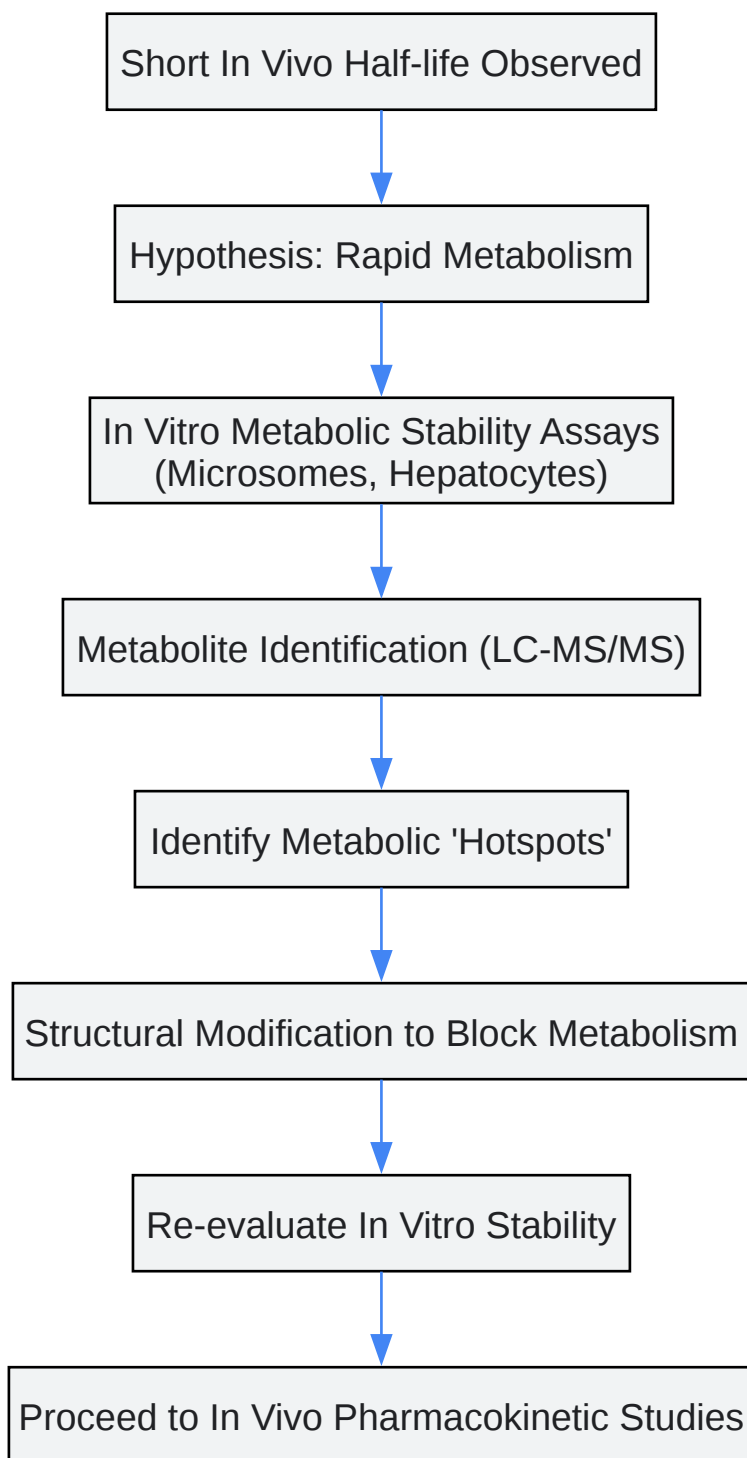 Short In Vivo Half-life Observed
Hypothesis: Rapid Metabolism
In Vitro Metabolic Stability Assays
(Microsomes, Hepatocytes)
Metabolite Identification (LC-MS/MS)
Identify Metabolic 'Hotspots'
Structural Modification to Block Metabolism
Re-evaluate In Vitro Stability
Proceed to In Vivo Pharmacokinetic Studies